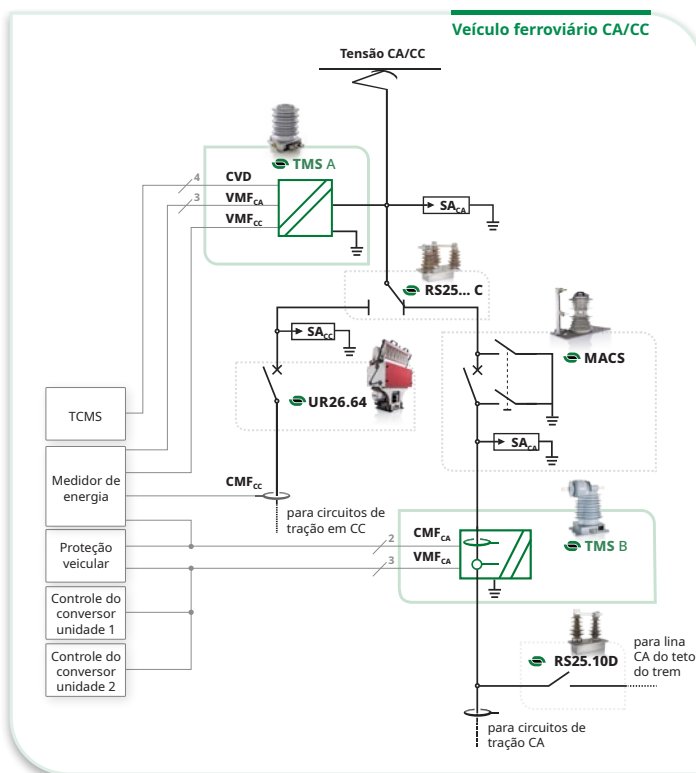 Veículo ferroviário CA/CC
Tensão CA/CC
TMS A
4
CVD
3
VMFCA
VMFCC
SACA
RS25... C
SACC
MACS
UR26.64
TCMS
SACA
Medidor de
energia
CMFCC
para circuitos de
tração em CC
CMFCA
2
TMS B
Proteção
veicular
VMFCA
3
Controle do
conversor
unidade 1
Controle do
conversor
unidade 2
RS25.10D
para lina
CA do teto
do trem
para circuitos de
tração CA